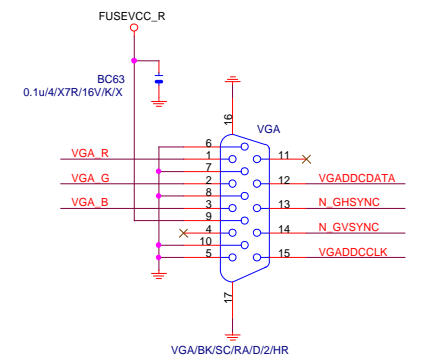 FUSEVCC_R
BC63
0.1u/4/X7R/16V/K/X
16
VGA
6
VGA_R
1
11
7
VGA_G
2
12
VGADDCDATA
8
VGA_B
3
13
N_GHSYNC
9
4
14
N_GVSYNC
10
5
15
VGADDCCLK
17
VGA/BK/SC/RA/D/2/HR